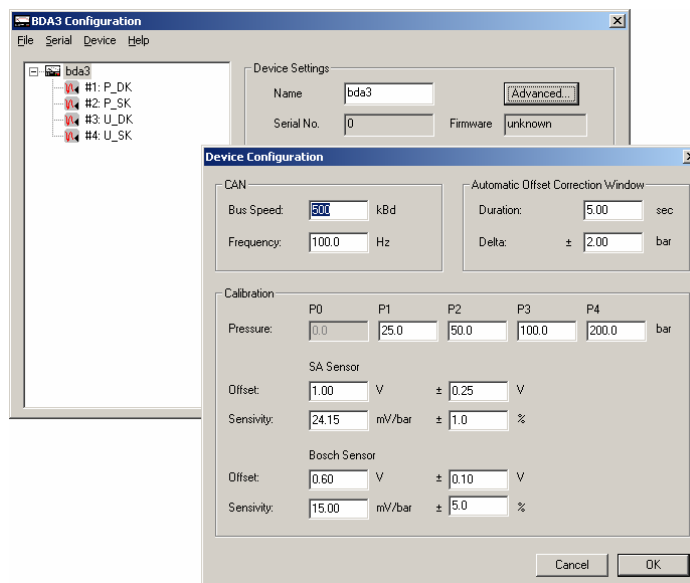 BDA3 Configuration
File Serial Device Help
bda3
#1: P_DK
#2: P_SK
#3: U_DK
#4: U_SK
Device Settings
Name bda3 Advanced...
Serial No. 0 Firmware unknown
Device Configuration
CAN
Bus Speed: 500 kBd
Frequency: 100.0 Hz
Automatic Offset Correction Window
Duration: 5.00 sec
Delta: ± 2.00 bar
Calibration
P0 P1 P2 P3 P4
Pressure: 0.0 25.0 50.0 100.0 200.0 bar
SA Sensor
Offset: 1.00 V ± 0.25 V
Sensivity: 24.15 mV/bar ± 1.0 %
Bosch Sensor
Offset: 0.60 V ± 0.10 V
Sensivity: 15.00 mV/bar ± 5.0 %
Cancel OK